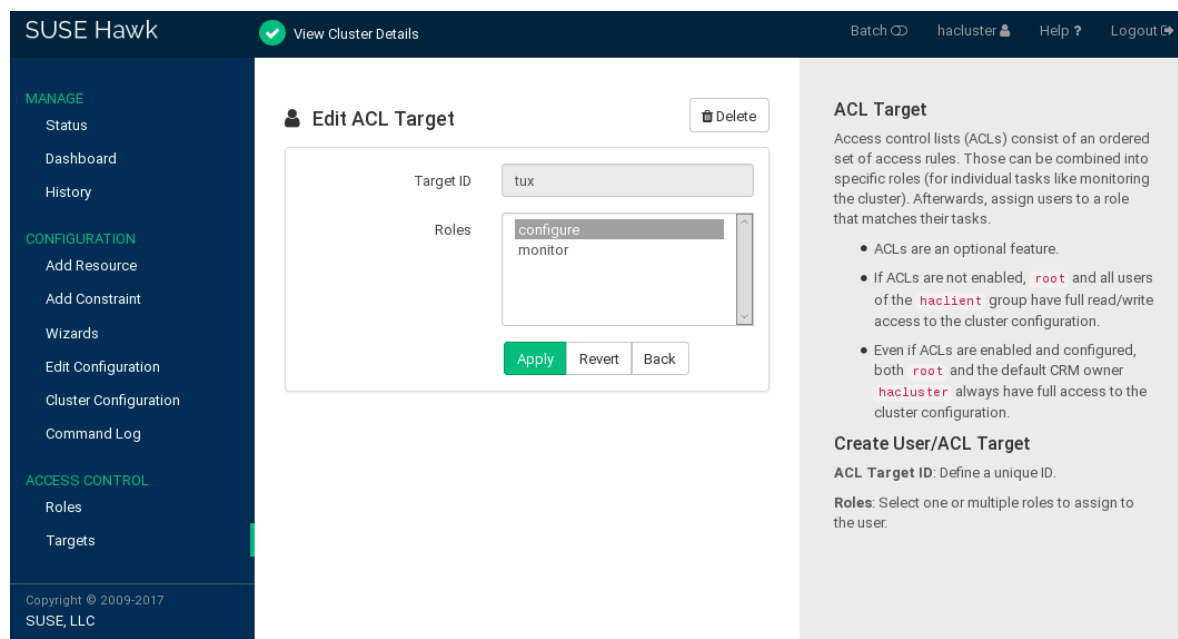 SUSE Hawk
View Cluster Details
Batch
hacluster
Help ?
Logout
MANAGE
Status
Dashboard
History
CONFIGURATION
Add Resource
Add Constraint
Wizards
Edit Configuration
Cluster Configuration
Command Log
ACCESS CONTROL
Roles
Targets
Copyright © 2009-2017
SUSE, LLC
Edit ACL Target
Delete
Target ID
tux
Roles
configure
monitor
Apply
Revert
Back
ACL Target
Access control lists (ACLs) consist of an ordered
set of access rules. Those can be combined into
specific roles (for individual tasks like monitoring
the cluster). Afterwards, assign users to a role
that matches their tasks.
● ACLs are an optional feature.
● If ACLs are not enabled, root and all users
of the haclient group have full read/write
access to the cluster configuration.
● Even if ACLs are enabled and configured,
both root and the default CRM owner
hacluster always have full access to the
cluster configuration.
Create User/ACL Target
ACL Target ID: Define a unique ID.
Roles: Select one or multiple roles to assign to
the user.